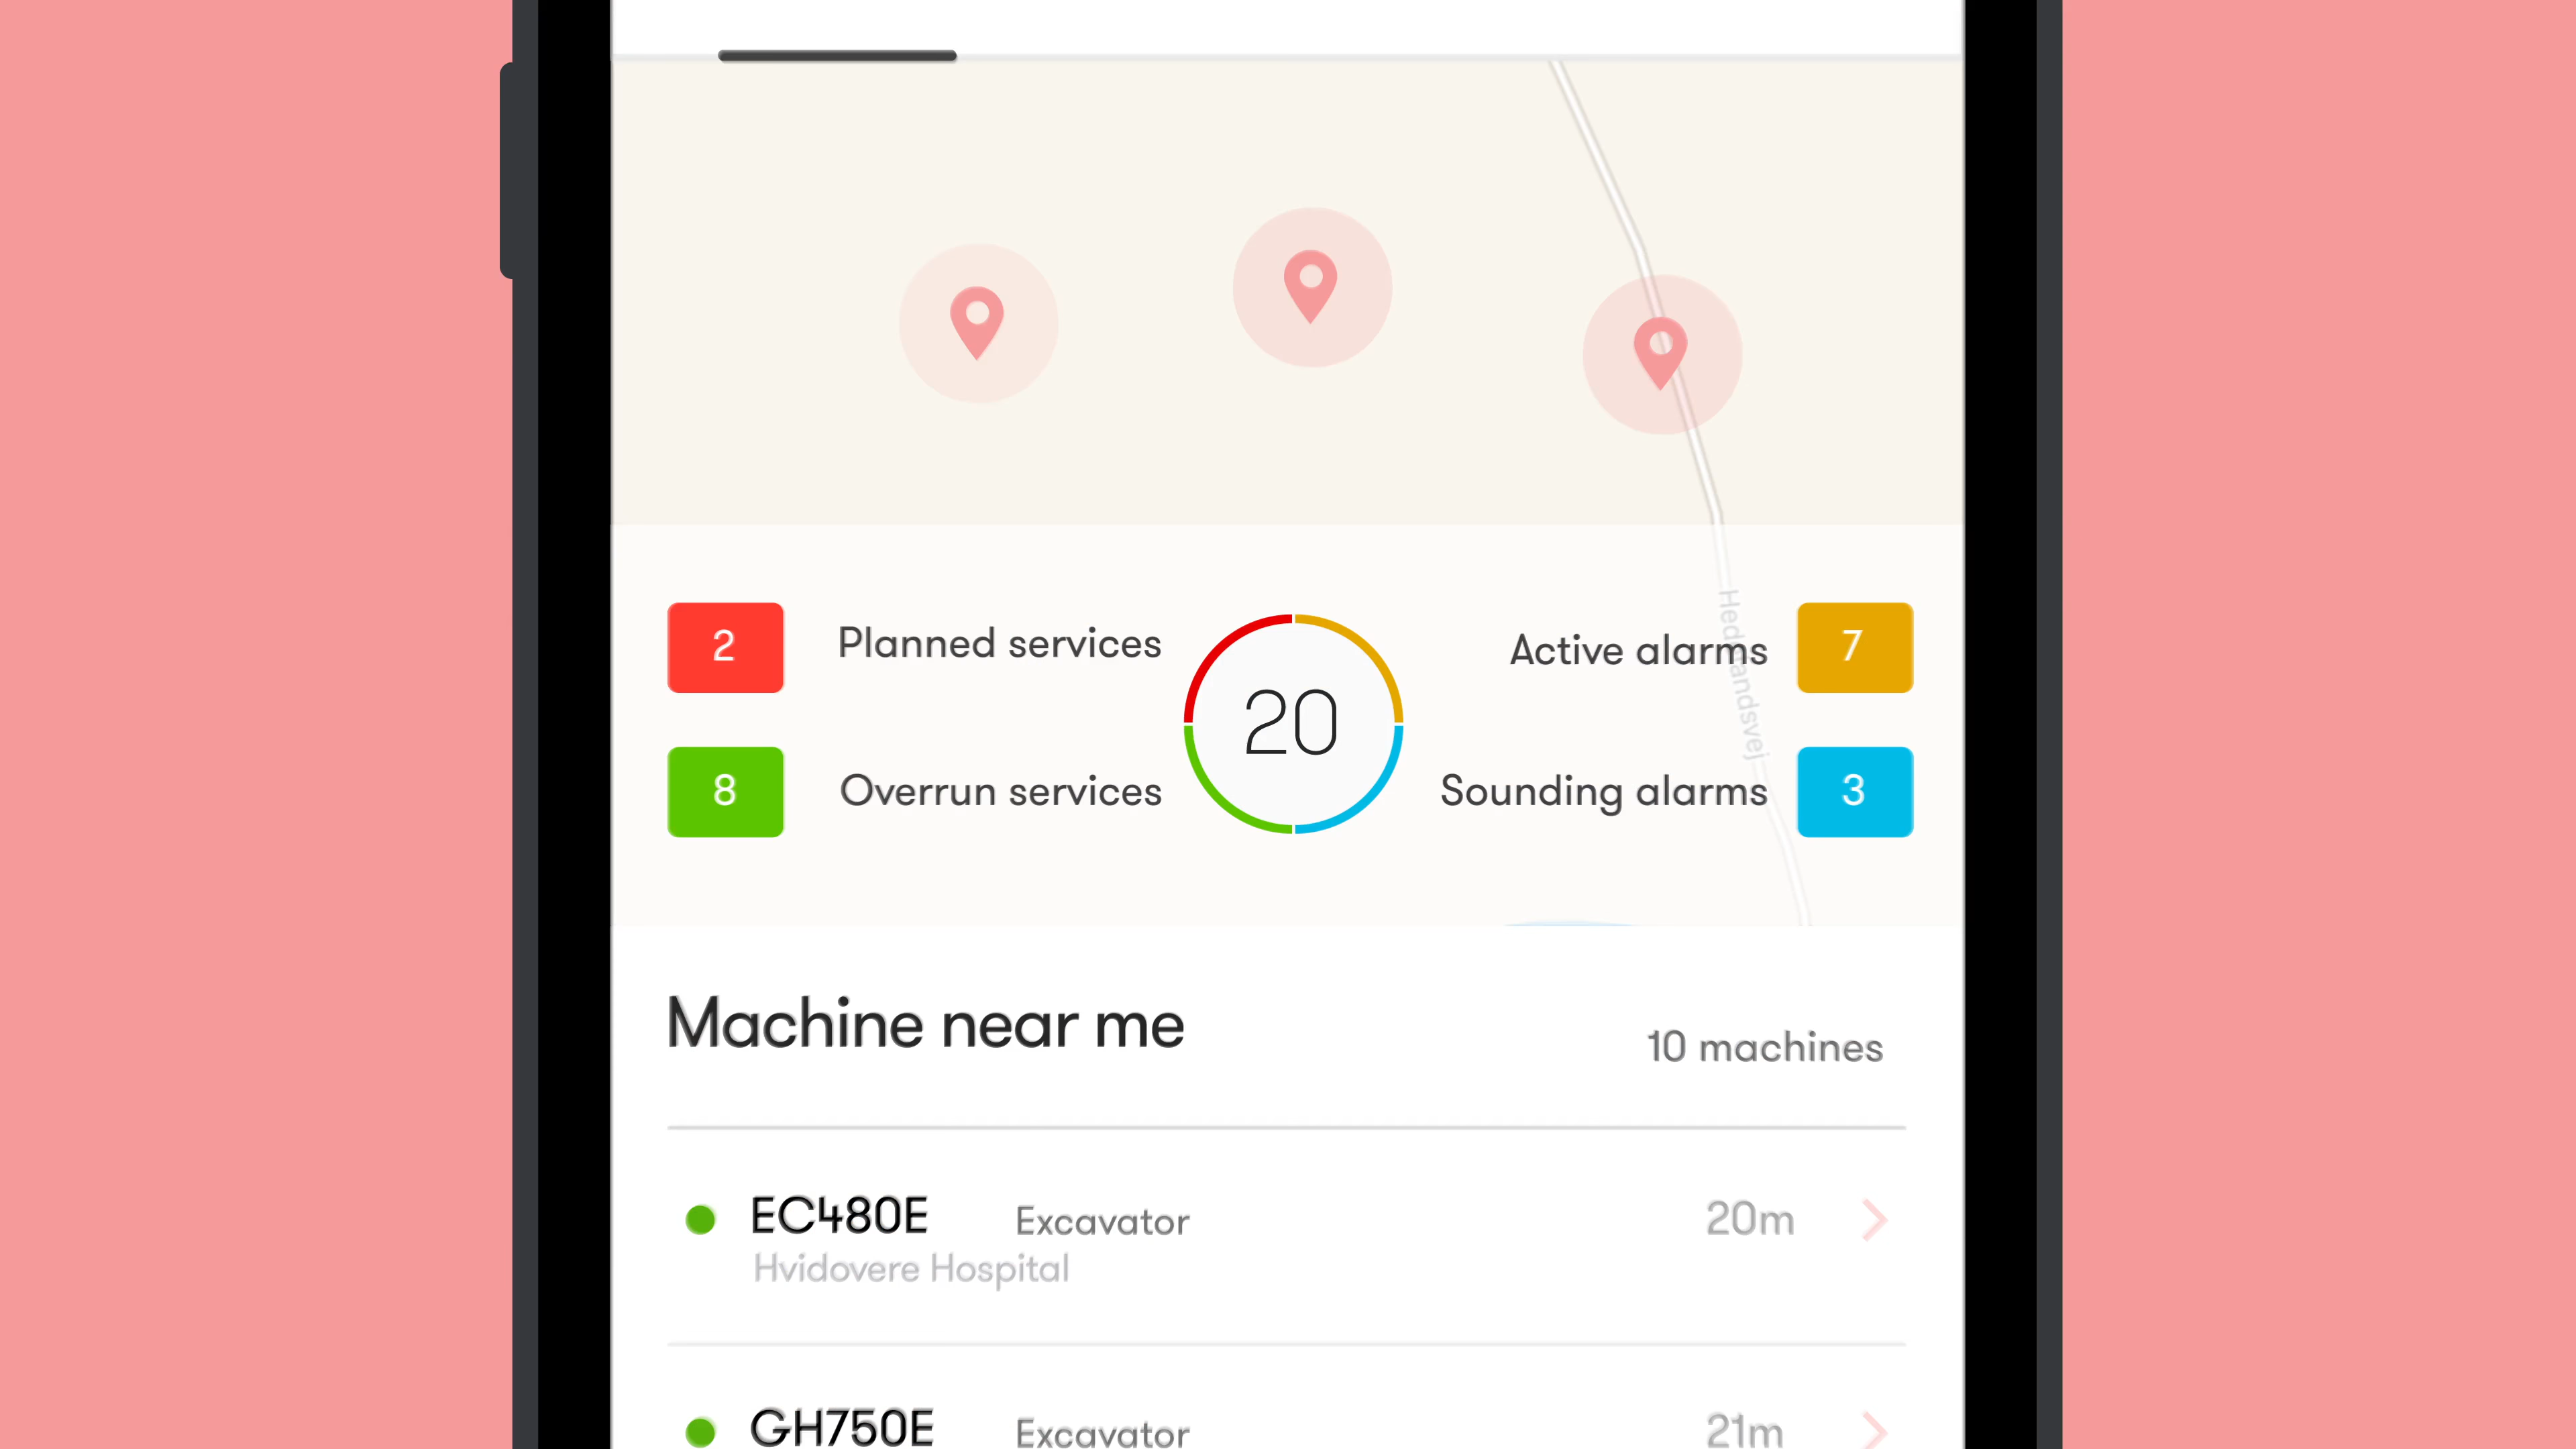 2 Planned services
Active alarms 7
20
8 Overrun services
Sounding alarms 3
Hedelandsvej
Machine near me
10 machines
EC480E Excavator 20m
Hvidovere Hospital
GH750E Excavator 21m